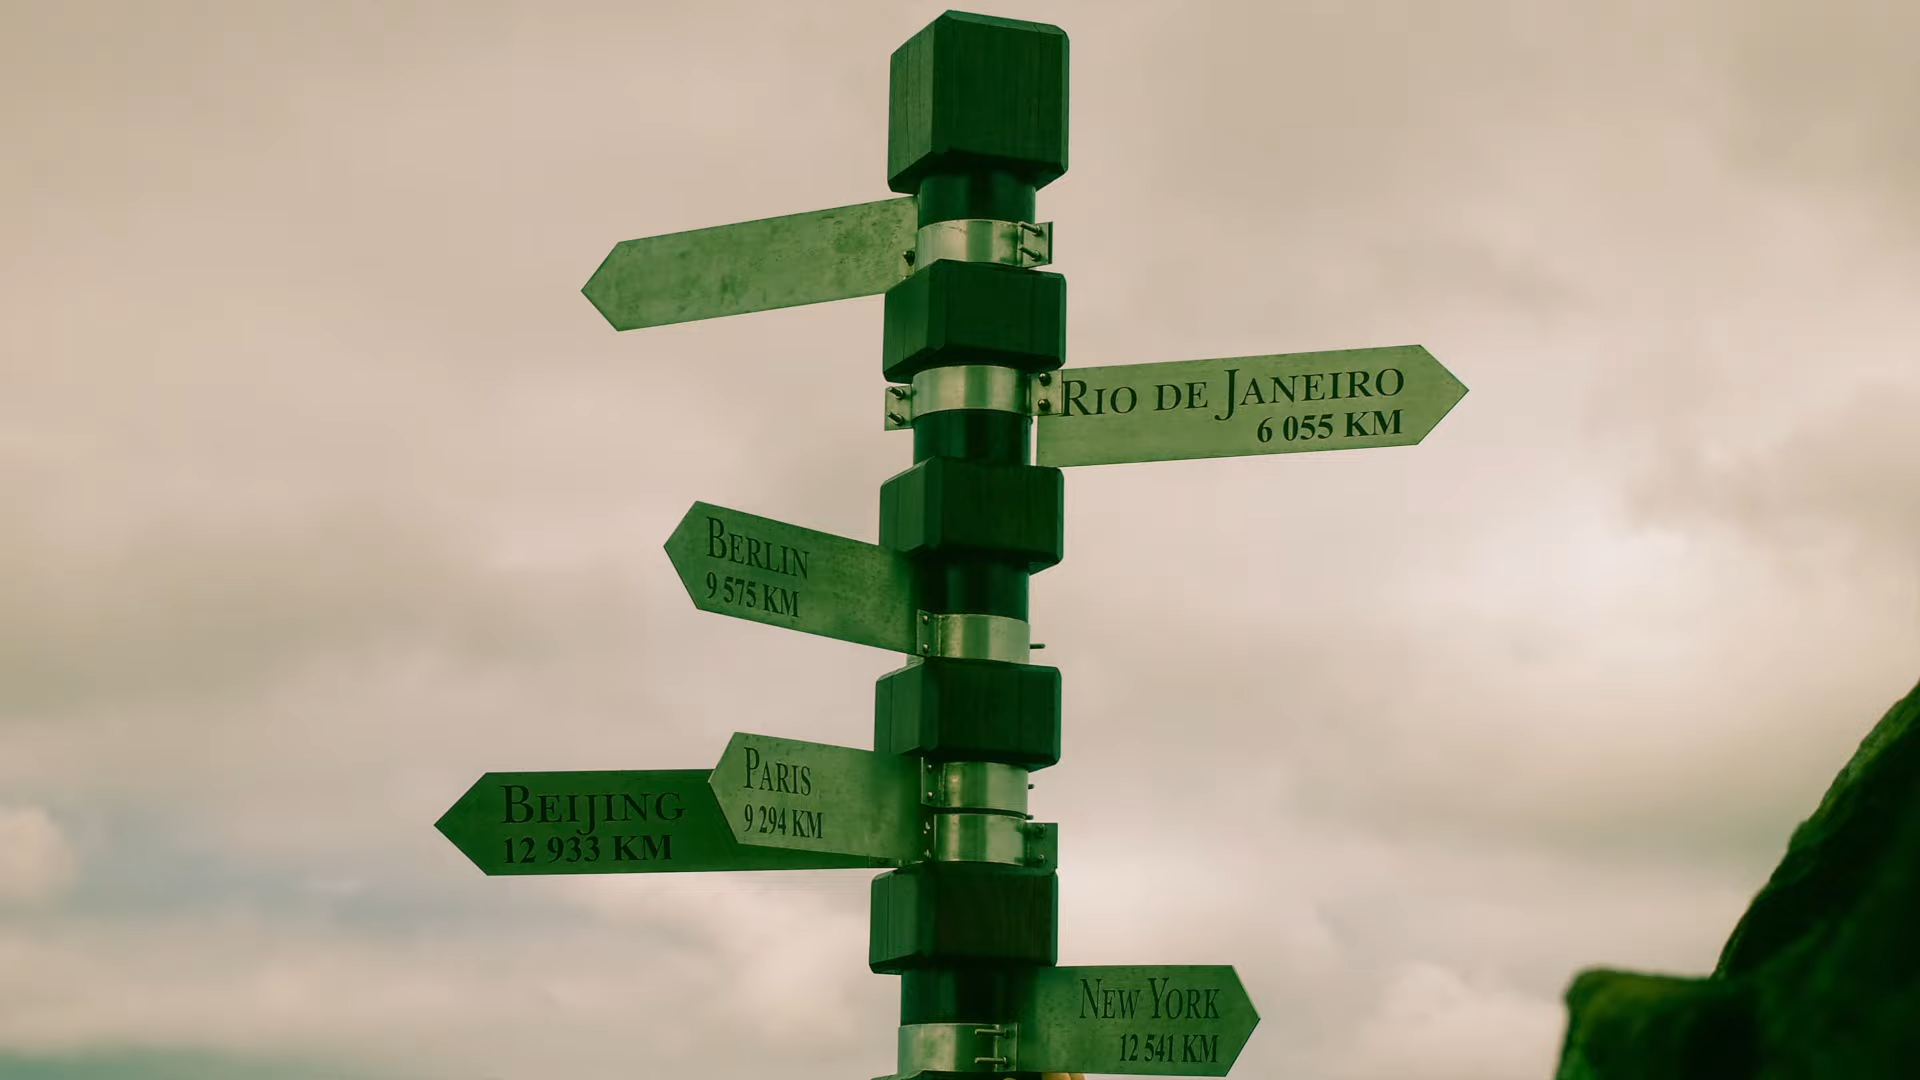 RIO DE JANEIRO
6 055 KM
BERLIN
9 575 KM
PARIS
9 294 KM
BEIJING
12 933 KM
NEW YORK
12 541 KM